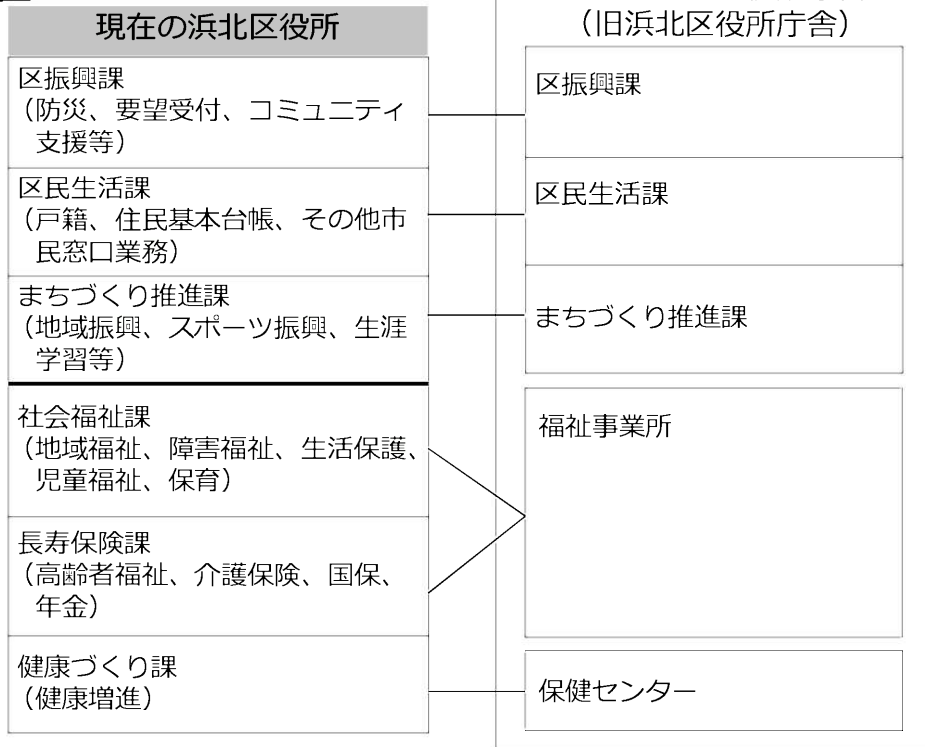 現在の浜北区役所
区振興課
（防災、要望受付、コミュニティ
支援等）
区民生活課
（戸籍、住民基本台帳、その他市
民窓口業務）
まちづくり推進課
（地域振興、スポーツ振興、生涯
学習等）
社会福祉課
（地域福祉、障害福祉、生活保護、
児童福祉、保育）
長寿保険課
（高齢者福祉、介護保険、国保、
年金）
健康づくり課
（健康増進）
（旧浜北区役所庁舎）
区振興課
区民生活課
まちづくり推進課
福祉事業所
保健センター